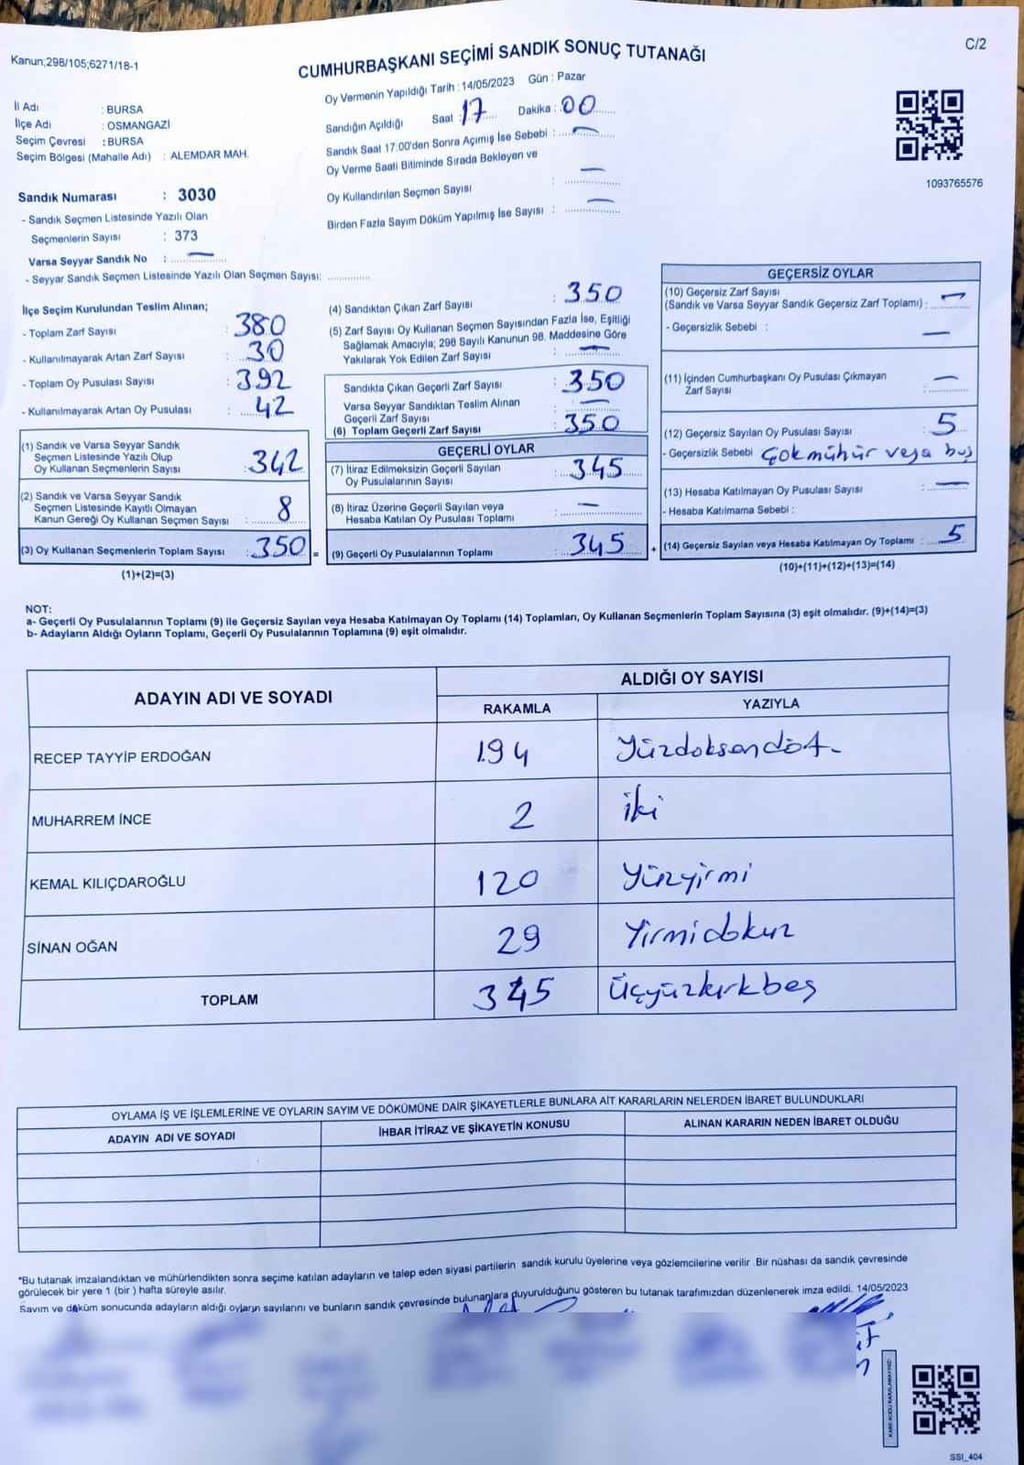 Kanun;298/105;6271/18-1
C/2
CUMHURBAŞKANI SEÇİMİ SANDIK SONUÇ TUTANAĞI
Oy Vermenin Yapıldığı Tarih : 14/05/2023 Gün : Pazar
İl Adı : BURSA
İlçe Adı : OSMANGAZİ
Seçim Çevresi : BURSA
Seçim Bölgesi (Mahalle Adı) : ALEMDAR MAH.
Sandığın Açıldığı Saat : 17 Dakika : 00
Sandık Saat 17.00'den Sonra Açımış İse Sebebi : —
Oy Verme Saati Bitiminde Sırada Bekleyen ve
Oy Kullandırılan Seçmen Sayısı : —
Birden Fazla Sayım Döküm Yapılmış İse Sayısı : —
1093765576
Sandık Numarası : 3030
- Sandık Seçmen Listesinde Yazılı Olan
Seçmenlerin Sayısı : 373
Varsa Seyyar Sandık No : —
- Seyyar Sandık Seçmen Listesinde Yazılı Olan Seçmen Sayısı: ..............
İlçe Seçim Kurulundan Teslim Alınan;
- Toplam Zarf Sayısı : 380
- Kullanılmayarak Artan Zarf Sayısı : 30
- Toplam Oy Pusulası Sayısı : 392
- Kullanılmayarak Artan Oy Pusulası : 42
(1) Sandık ve Varsa Seyyar Sandık
Seçmen Listesinde Yazılı Olup
Oy Kullanan Seçmenlerin Sayısı : 342
(2) Sandık ve Varsa Seyyar Sandık
Seçmen Listesinde Kayıtlı Olmayan
Kanun Gereği Oy Kullanan Seçmen Sayısı : 8
(3) Oy Kullanan Seçmenlerin Toplam Sayısı : 350 =
(1)+(2)=(3)
(4) Sandıktan Çıkan Zarf Sayısı : 350
(5) Zarf Sayısı Oy Kullanan Seçmen Sayısından Fazla İse, Eşitliği
Sağlamak Amacıyla; 298 Sayılı Kanunun 98. Maddesine Göre
Yakılarak Yok Edilen Zarf Sayısı : —
Sandıkta Çıkan Geçerli Zarf Sayısı : 350
Varsa Seyyar Sandıktan Teslim Alınan
Geçerli Zarf Sayısı : —
(6) Toplam Geçerli Zarf Sayısı : 350
GEÇERLİ OYLAR
(7) İtiraz Edilmeksizin Geçerli Sayılan
Oy Pusulalarının Sayısı : 345
(8) İtiraz Üzerine Geçerli Sayılan veya
Hesaba Katılan Oy Pusulası Toplamı : —
(9) Geçerli Oy Pusulalarının Toplamı : 345 +
GEÇERSİZ OYLAR
(10) Geçersiz Zarf Sayısı
(Sandık ve Varsa Seyyar Sandık Geçersiz Zarf Toplamı) : —
- Geçersizlik Sebebi : —
(11) İçinden Cumhurbaşkanı Oy Pusulası Çıkmayan
Zarf Sayısı : —
(12) Geçersiz Sayılan Oy Pusulası Sayısı : 5
- Geçersizlik Sebebi Çokmühür veya boş
(13) Hesaba Katılmayan Oy Pusulası Sayısı : —
- Hesaba Katılmama Sebebi :
(14) Geçersiz Sayılan veya Hesaba Katılmayan Oy Toplamı : 5
(10)+(11)+(12)+(13)=(14)
NOT:
a- Geçerli Oy Pusulalarının Toplamı (9) ile Geçersiz Sayılan veya Hesaba Katılmayan Oy Toplamı (14) Toplamları, Oy Kullanan Seçmenlerin Toplam Sayısına (3) eşit olmalıdır. (9)+(14)=(3)
b- Adayların Aldığı Oyların Toplamı, Geçerli Oy Pusulalarının Toplamına (9) eşit olmalıdır.
ADAYIN ADI VE SOYADI
ALDIĞI OY SAYISI
RAKAMLA YAZIYLA
RECEP TAYYİP ERDOĞAN 194 Yüzdoksandört
MUHARREM İNCE 2 iki
KEMAL KILIÇDAROĞLU 120 Yüzyirmi
SİNAN OĞAN 29 Yirmidokuz
TOPLAM 345 Üçyüzkırkbeş
OYLAMA İŞ VE İŞLEMLERİNE VE OYLARIN SAYIM VE DÖKÜMÜNE DAİR ŞİKAYETLERLE BUNLARA AİT KARARLARIN NELERDEN İBARET BULUNDUKLARI
ADAYIN ADI VE SOYADI İHBAR İTİRAZ VE ŞİKAYETİN KONUSU ALINAN KARARIN NEDEN İBARET OLDUĞU
*Bu tutanak imzalandıktan ve mühürlendikten sonra seçime katılan adayların ve talep eden siyasi partilerin sandık kurulu üyelerine veya gözlemcilerine verilir. Bir nüshası da sandık çevresinde
görülecek bir yere 1 (bir ) hafta süreyle asılır.
Sayım ve döküm sonucunda adayların aldığı oyların sayılarını ve bunların sandık çevresinde bulunanlara duyurulduğunu gösteren bu tutanak tarafımızdan düzenlenerek imza edildi. 14/05/2023
SSI_404